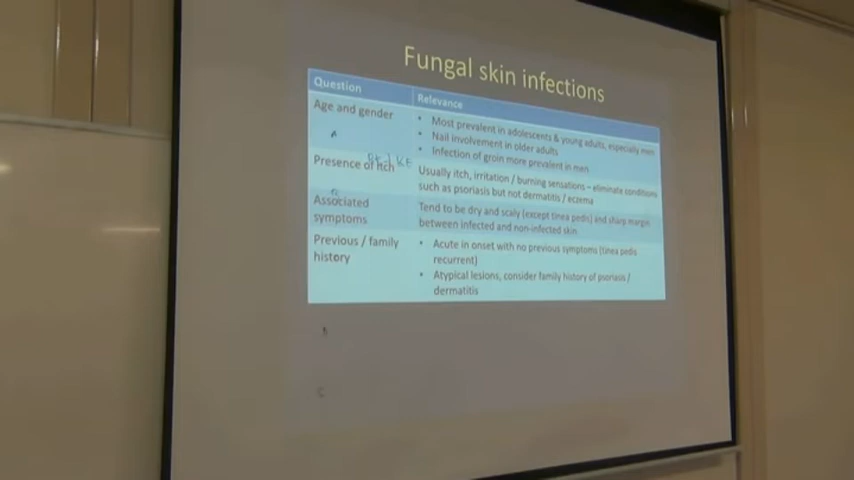 Fungal skin infections
Question
Relevance
Age and gender
• Most prevalent in adolescents & young adults, especially men
• Nail involvement in older adults
• Infection of groin more prevalent in men
Presence of itch
Usually itch, irritation / burning sensations – eliminate conditions
such as psoriasis but not dermatitis / eczema
Associated
symptoms
Tend to be dry and scaly (except tinea pedis) and sharp margin
between infected and non-infected skin
Previous / family
history
• Acute in onset with no previous symptoms (tinea pedis
recurrent)
• Atypical lesions, consider family history of psoriasis /
dermatitis